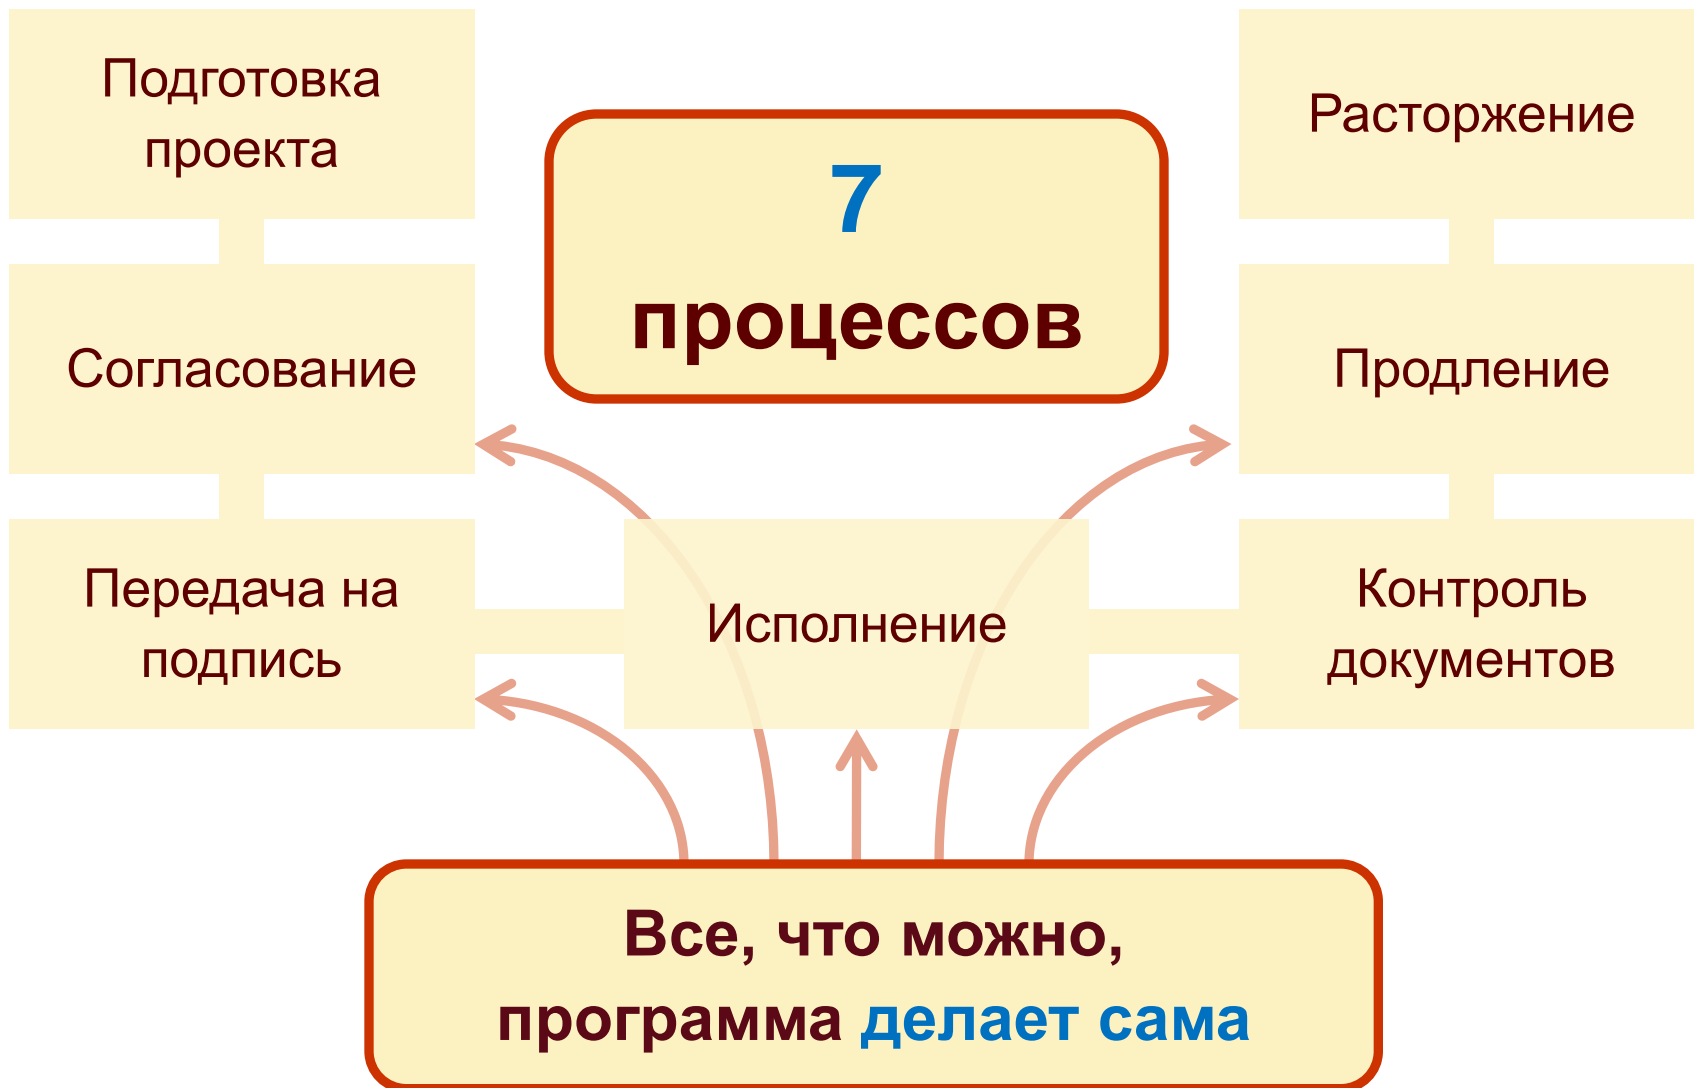 Подготовка
проекта
Согласование
Передача на
подпись
7
процессов
Исполнение
Расторжение
Продление
Контроль
документов
Все, что можно,
программа делает сама